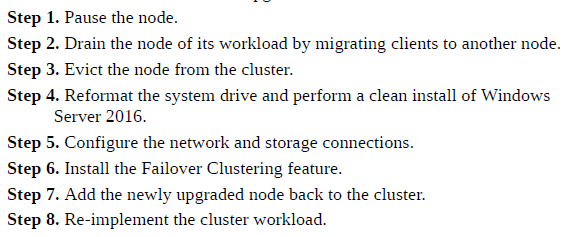 Step 1. Pause the node.
Step 2. Drain the node of its workload by migrating clients to another node.
Step 3. Evict the node from the cluster.
Step 4. Reformat the system drive and perform a clean install of Windows
Server 2016.
Step 5. Configure the network and storage connections.
Step 6. Install the Failover Clustering feature.
Step 7. Add the newly upgraded node back to the cluster.
Step 8. Re-implement the cluster workload.